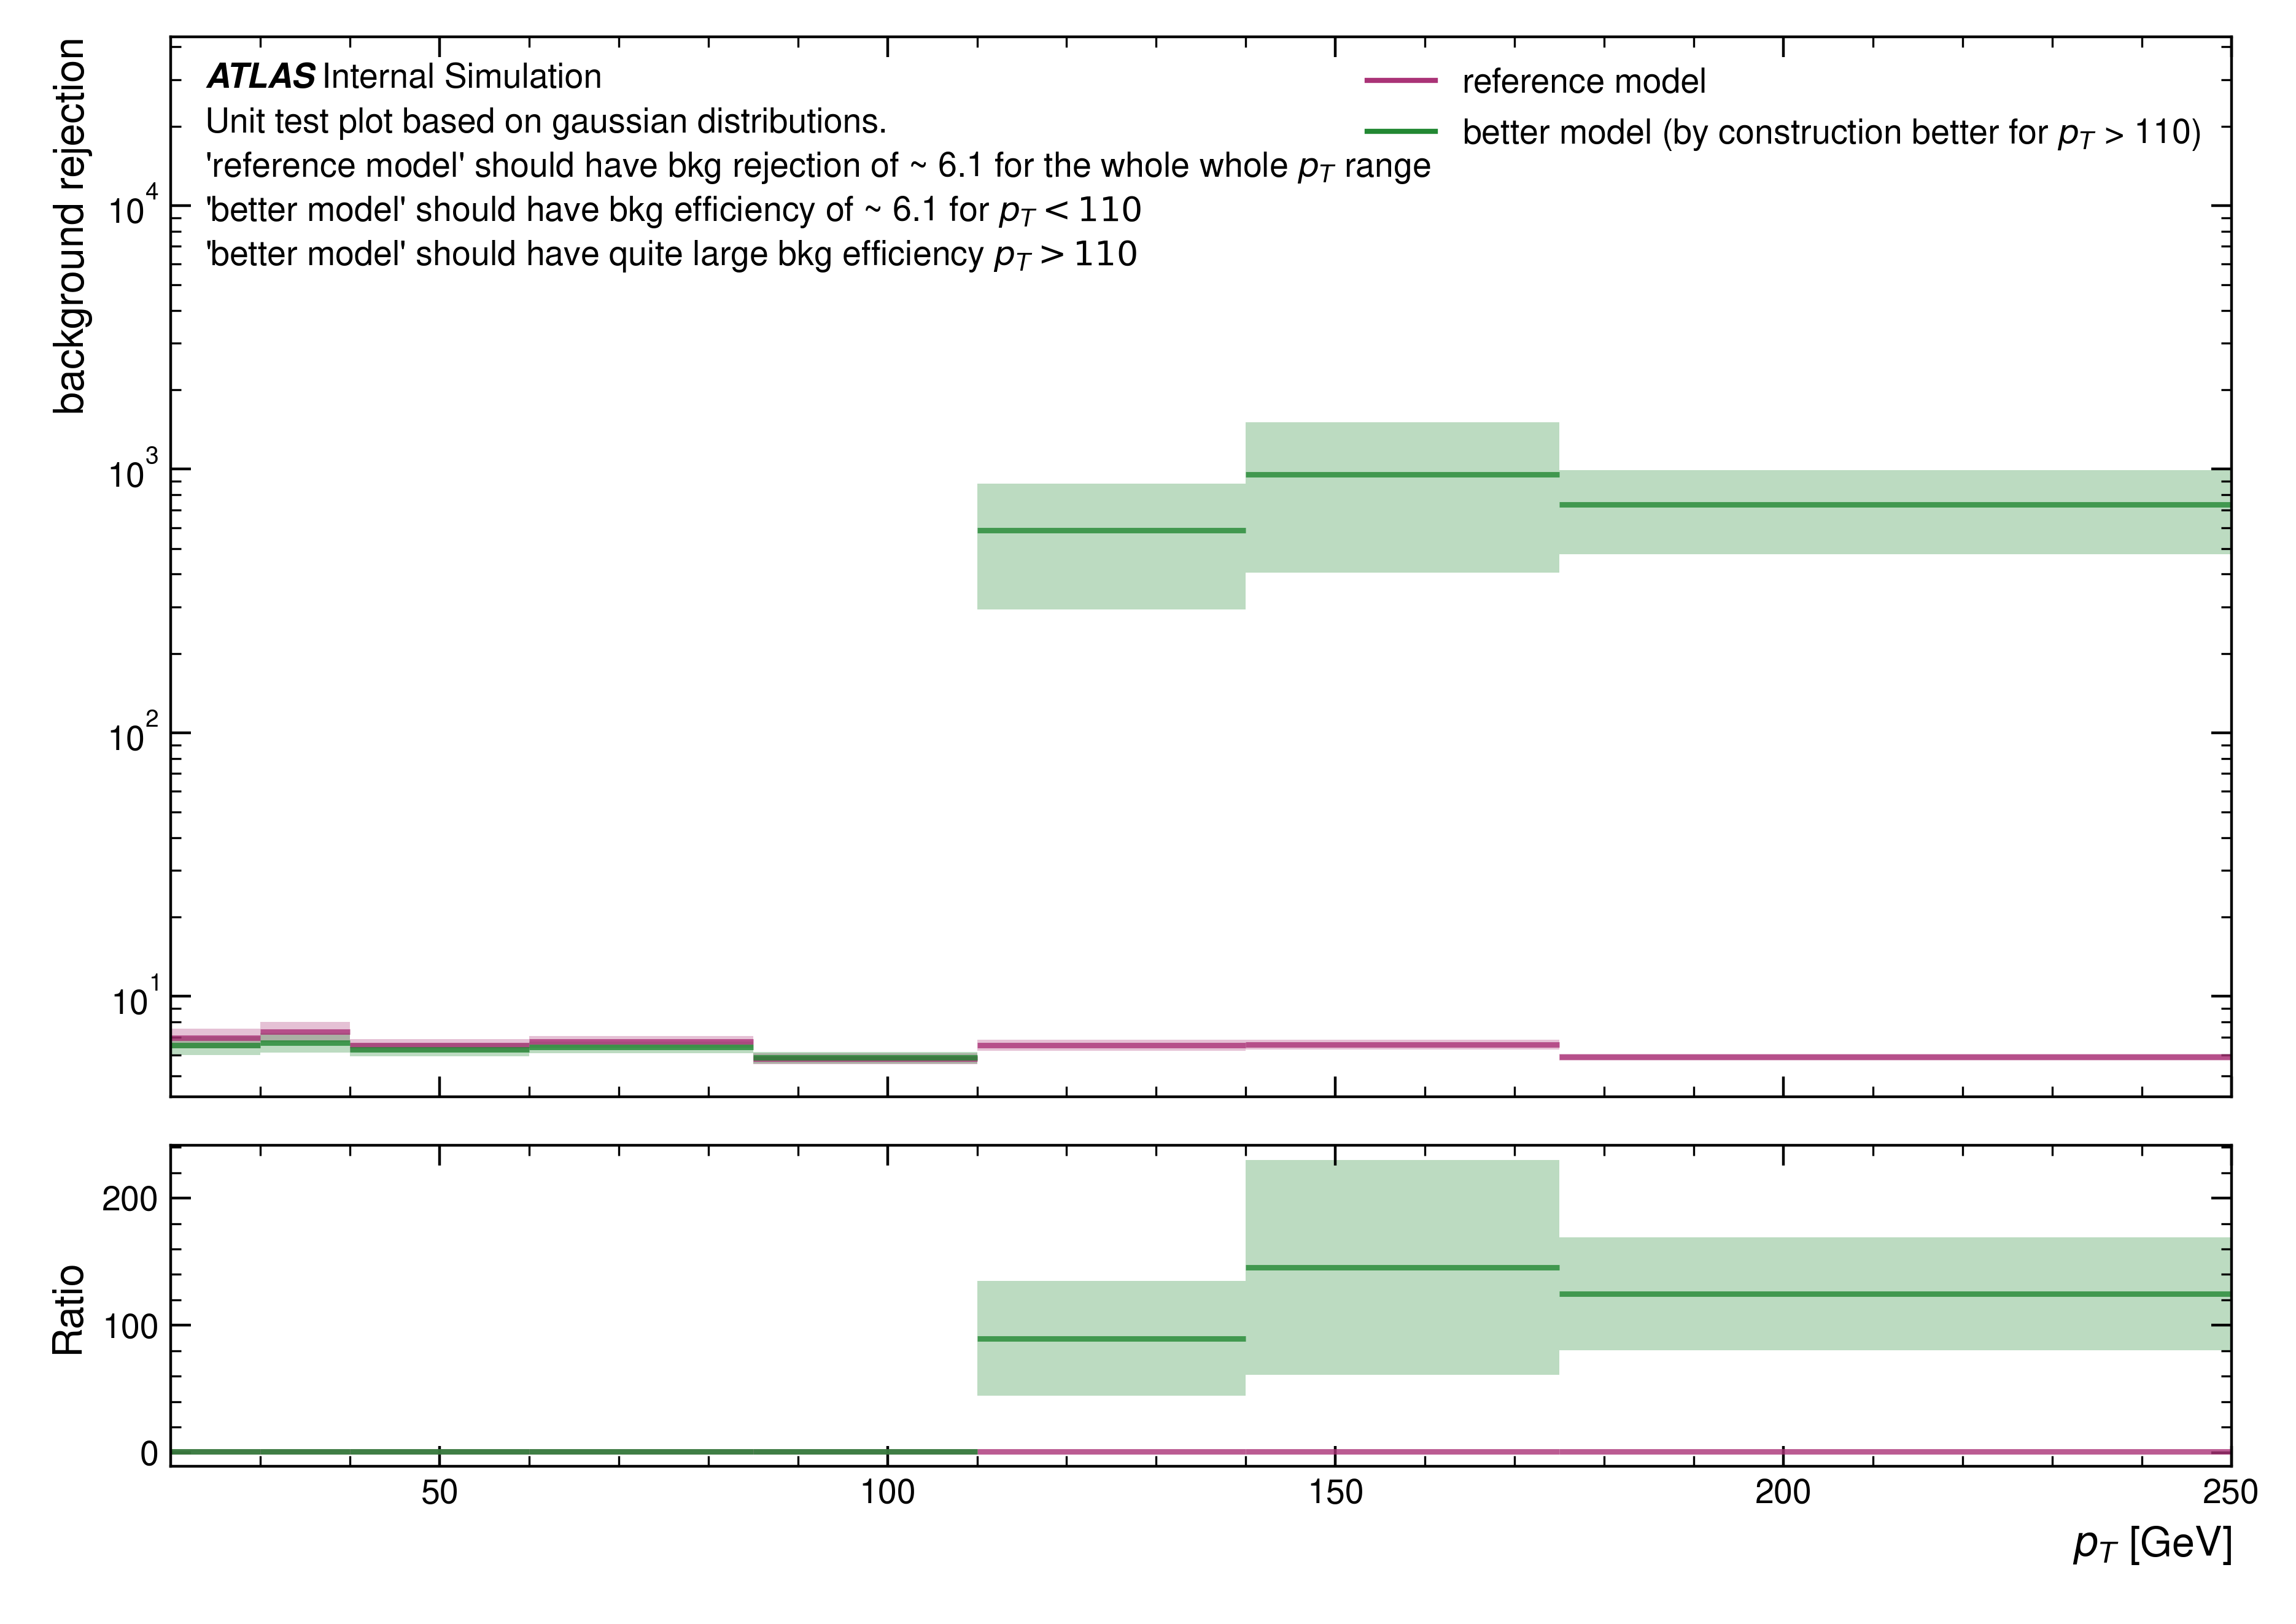 ATLAS Internal Simulation
Unit test plot based on gaussian distributions.
'reference model' should have bkg rejection of ~ 6.1 for the whole whole pT range
'better model' should have bkg efficiency of ~ 6.1 for pT < 110
'better model' should have quite large bkg efficiency pT > 110
reference model
better model (by construction better for pT > 110)
background rejection
10^4
10^3
10^2
10^1
Ratio
200
100
0
50
100
150
200
250
pT [GeV]